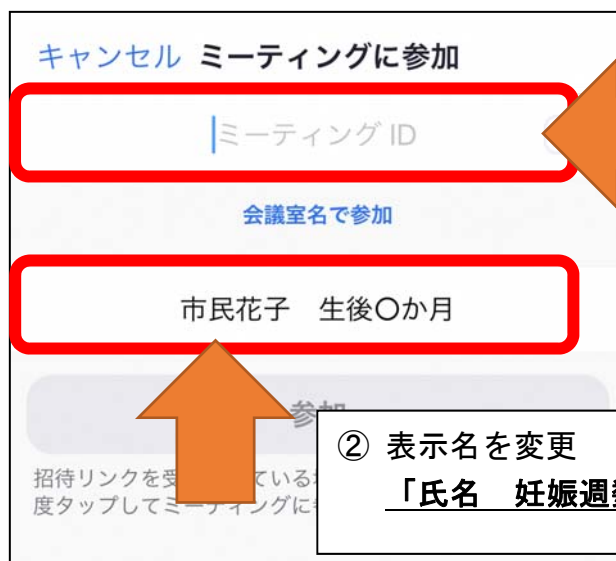 キャンセル ミーティングに参加
ミーティング ID
会議室名で参加
市民花子　生後〇か月
参加
招待リンクを受
ている
度タップしてミーティングに
② 表示名を変更
「氏名　妊娠週